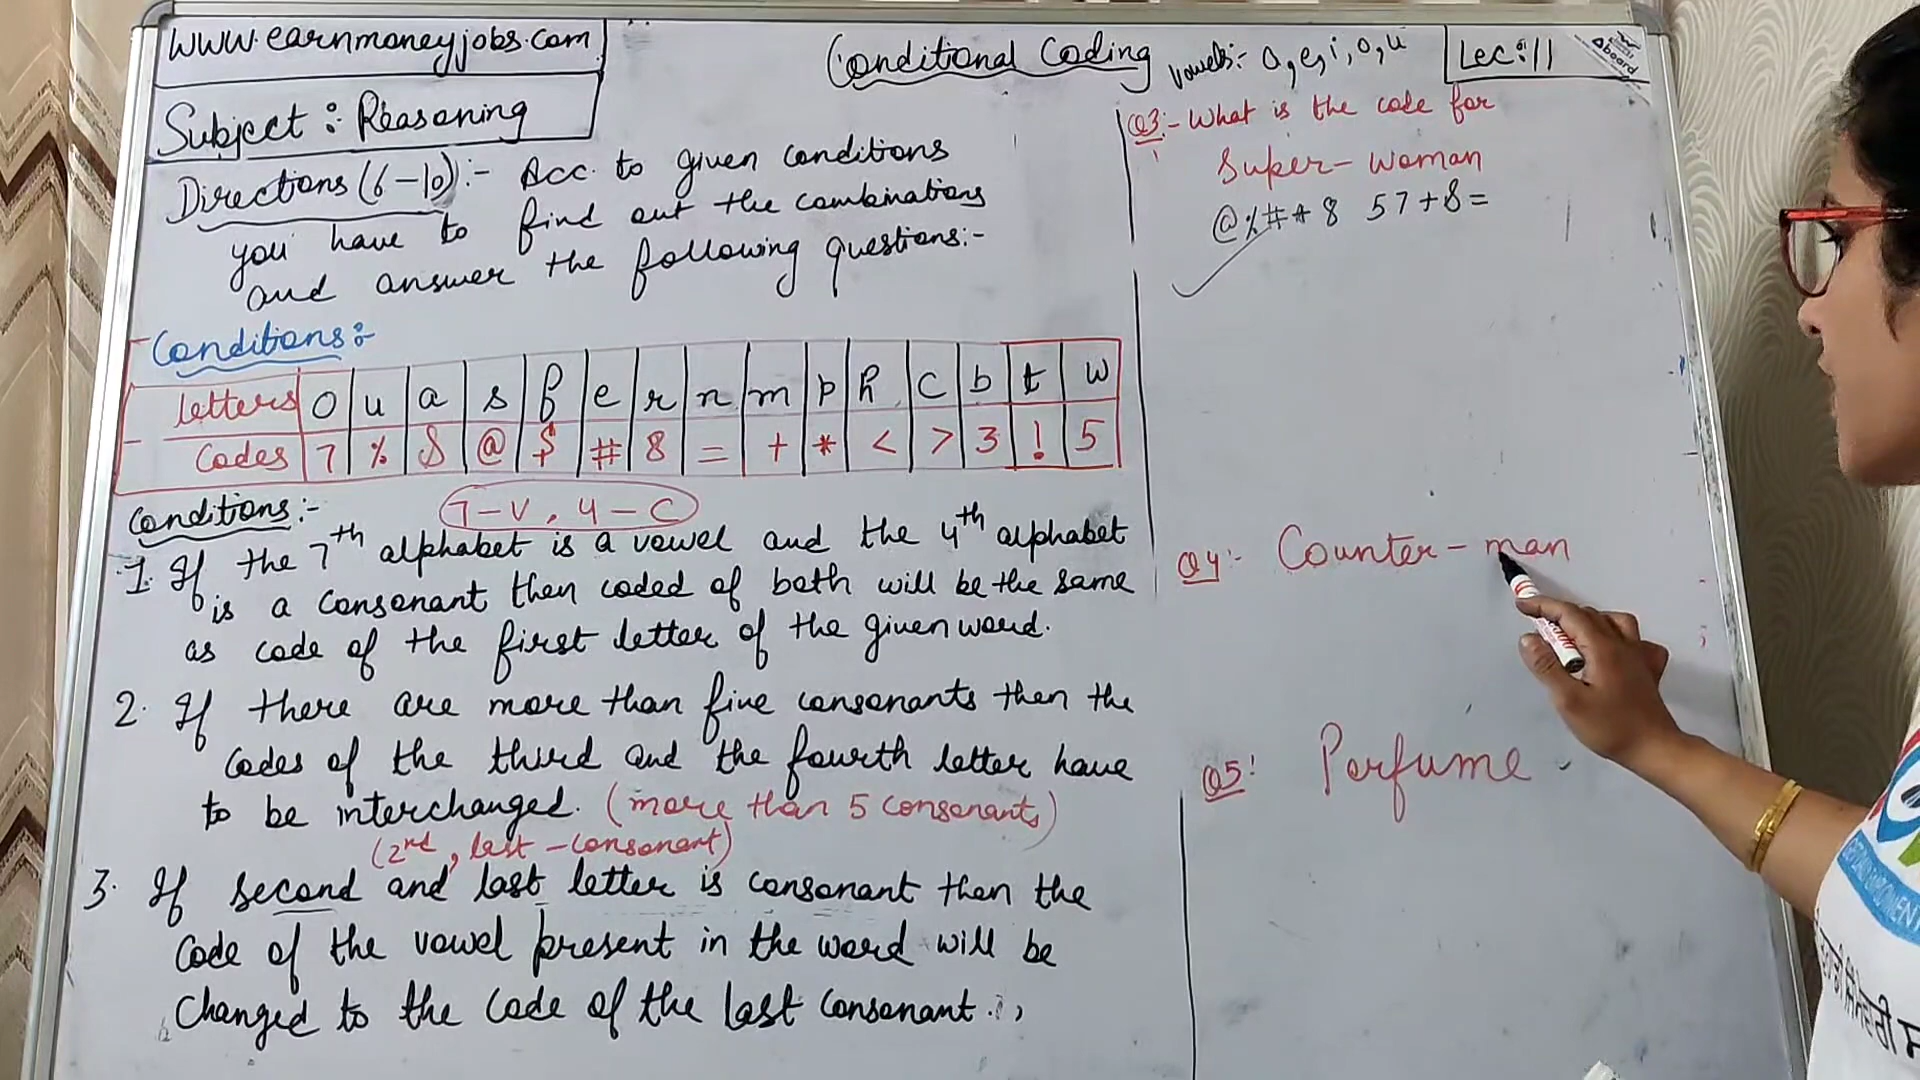 www.earnmoneyjobs.com
Subject : Reasoning
Conditional Coding
Vowels:- a, e, i, o, u
Lec:11
Aboard
Directions (6-10):- Acc. to given conditions
you have to find out the combinations
and answer the following questions:-
Conditions:
letters o u a s f e r n m p h c b t w
Codes 7 % & @ $ # 8 = + * < > 3 ! 5
Conditions:- 7-V, 4-C
1. If the 7th alphabet is a vowel and the 4th alphabet
is a consonant then coded of both will be the same
as code of the first letter of the given word.
2. If there are more than five consonants then the
codes of the third and the fourth letter have
to be interchanged. (more than 5 consonants)
(2nd, last-consonant)
3. If second and last letter is consonant then the
code of the vowel present in the word will be
changed to the code of the last consonant.
Q3:- What is the code for
Super-woman
@%#*8 57+8=
Q4:- Counter-man
Q5: Perfume